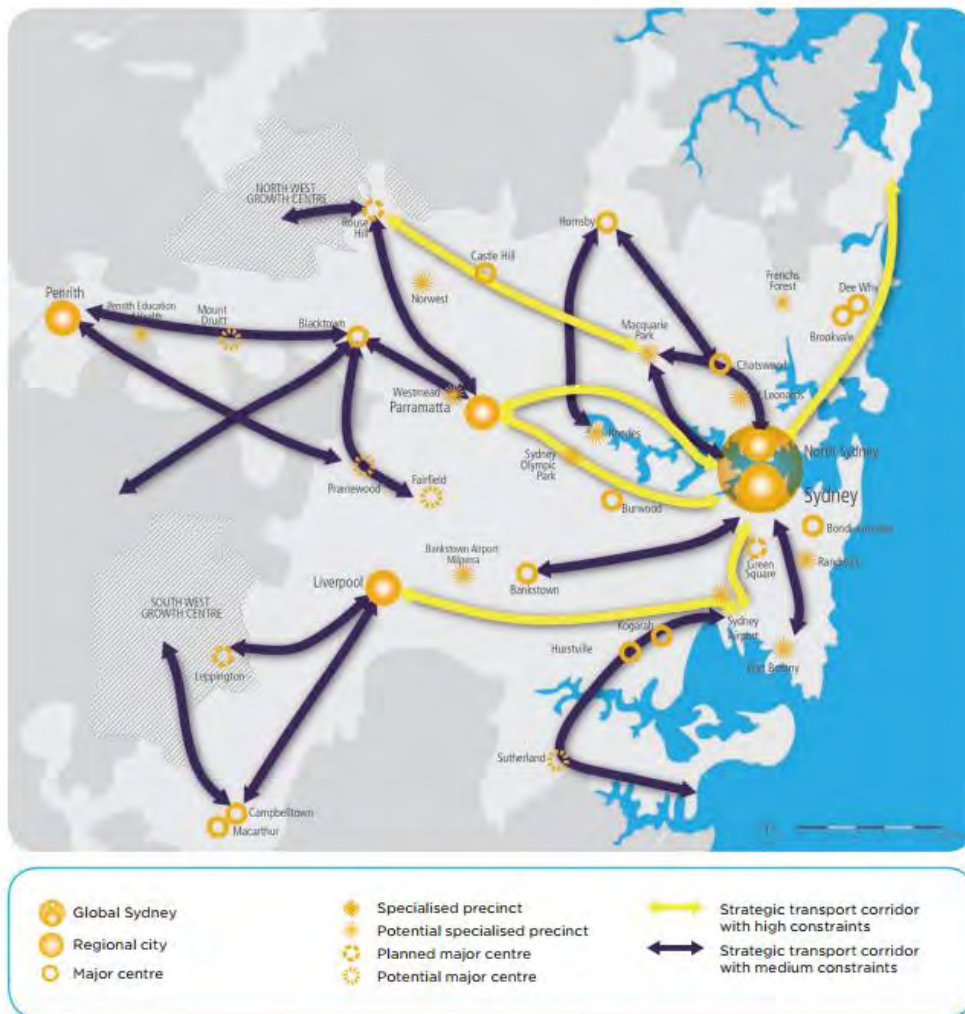 NORTH WEST
GROWTH CENTRE
Rouse
Hill
Hornsby
Castle Hill
Norwest
Frenchs
Forest
Dee Why
Brookvale
Penrith
Penrith Education
Mount
Druitt
Blacktown
Macquarie
Park
Chatswood
Leonards
Westmead
Parramatta
Rhodes
North Sydney
Sydney
Olympic
Park
Sydney
Prairiewood
Fairfield
Burwood
Bondi
Randwick
Bankstown Airport
Milperra
Green
Square
Liverpool
Bankstown
SOUTH WEST
GROWTH CENTRE
Kogarah
Sydney
Airport
Hurstville
Port Botany
Leppington
Sutherland
Campbelltown
Macarthur
Global Sydney
Regional city
Major centre
Specialised precinct
Potential specialised precinct
Planned major centre
Potential major centre
Strategic transport corridor
with high constraints
Strategic transport corridor
with medium constraints